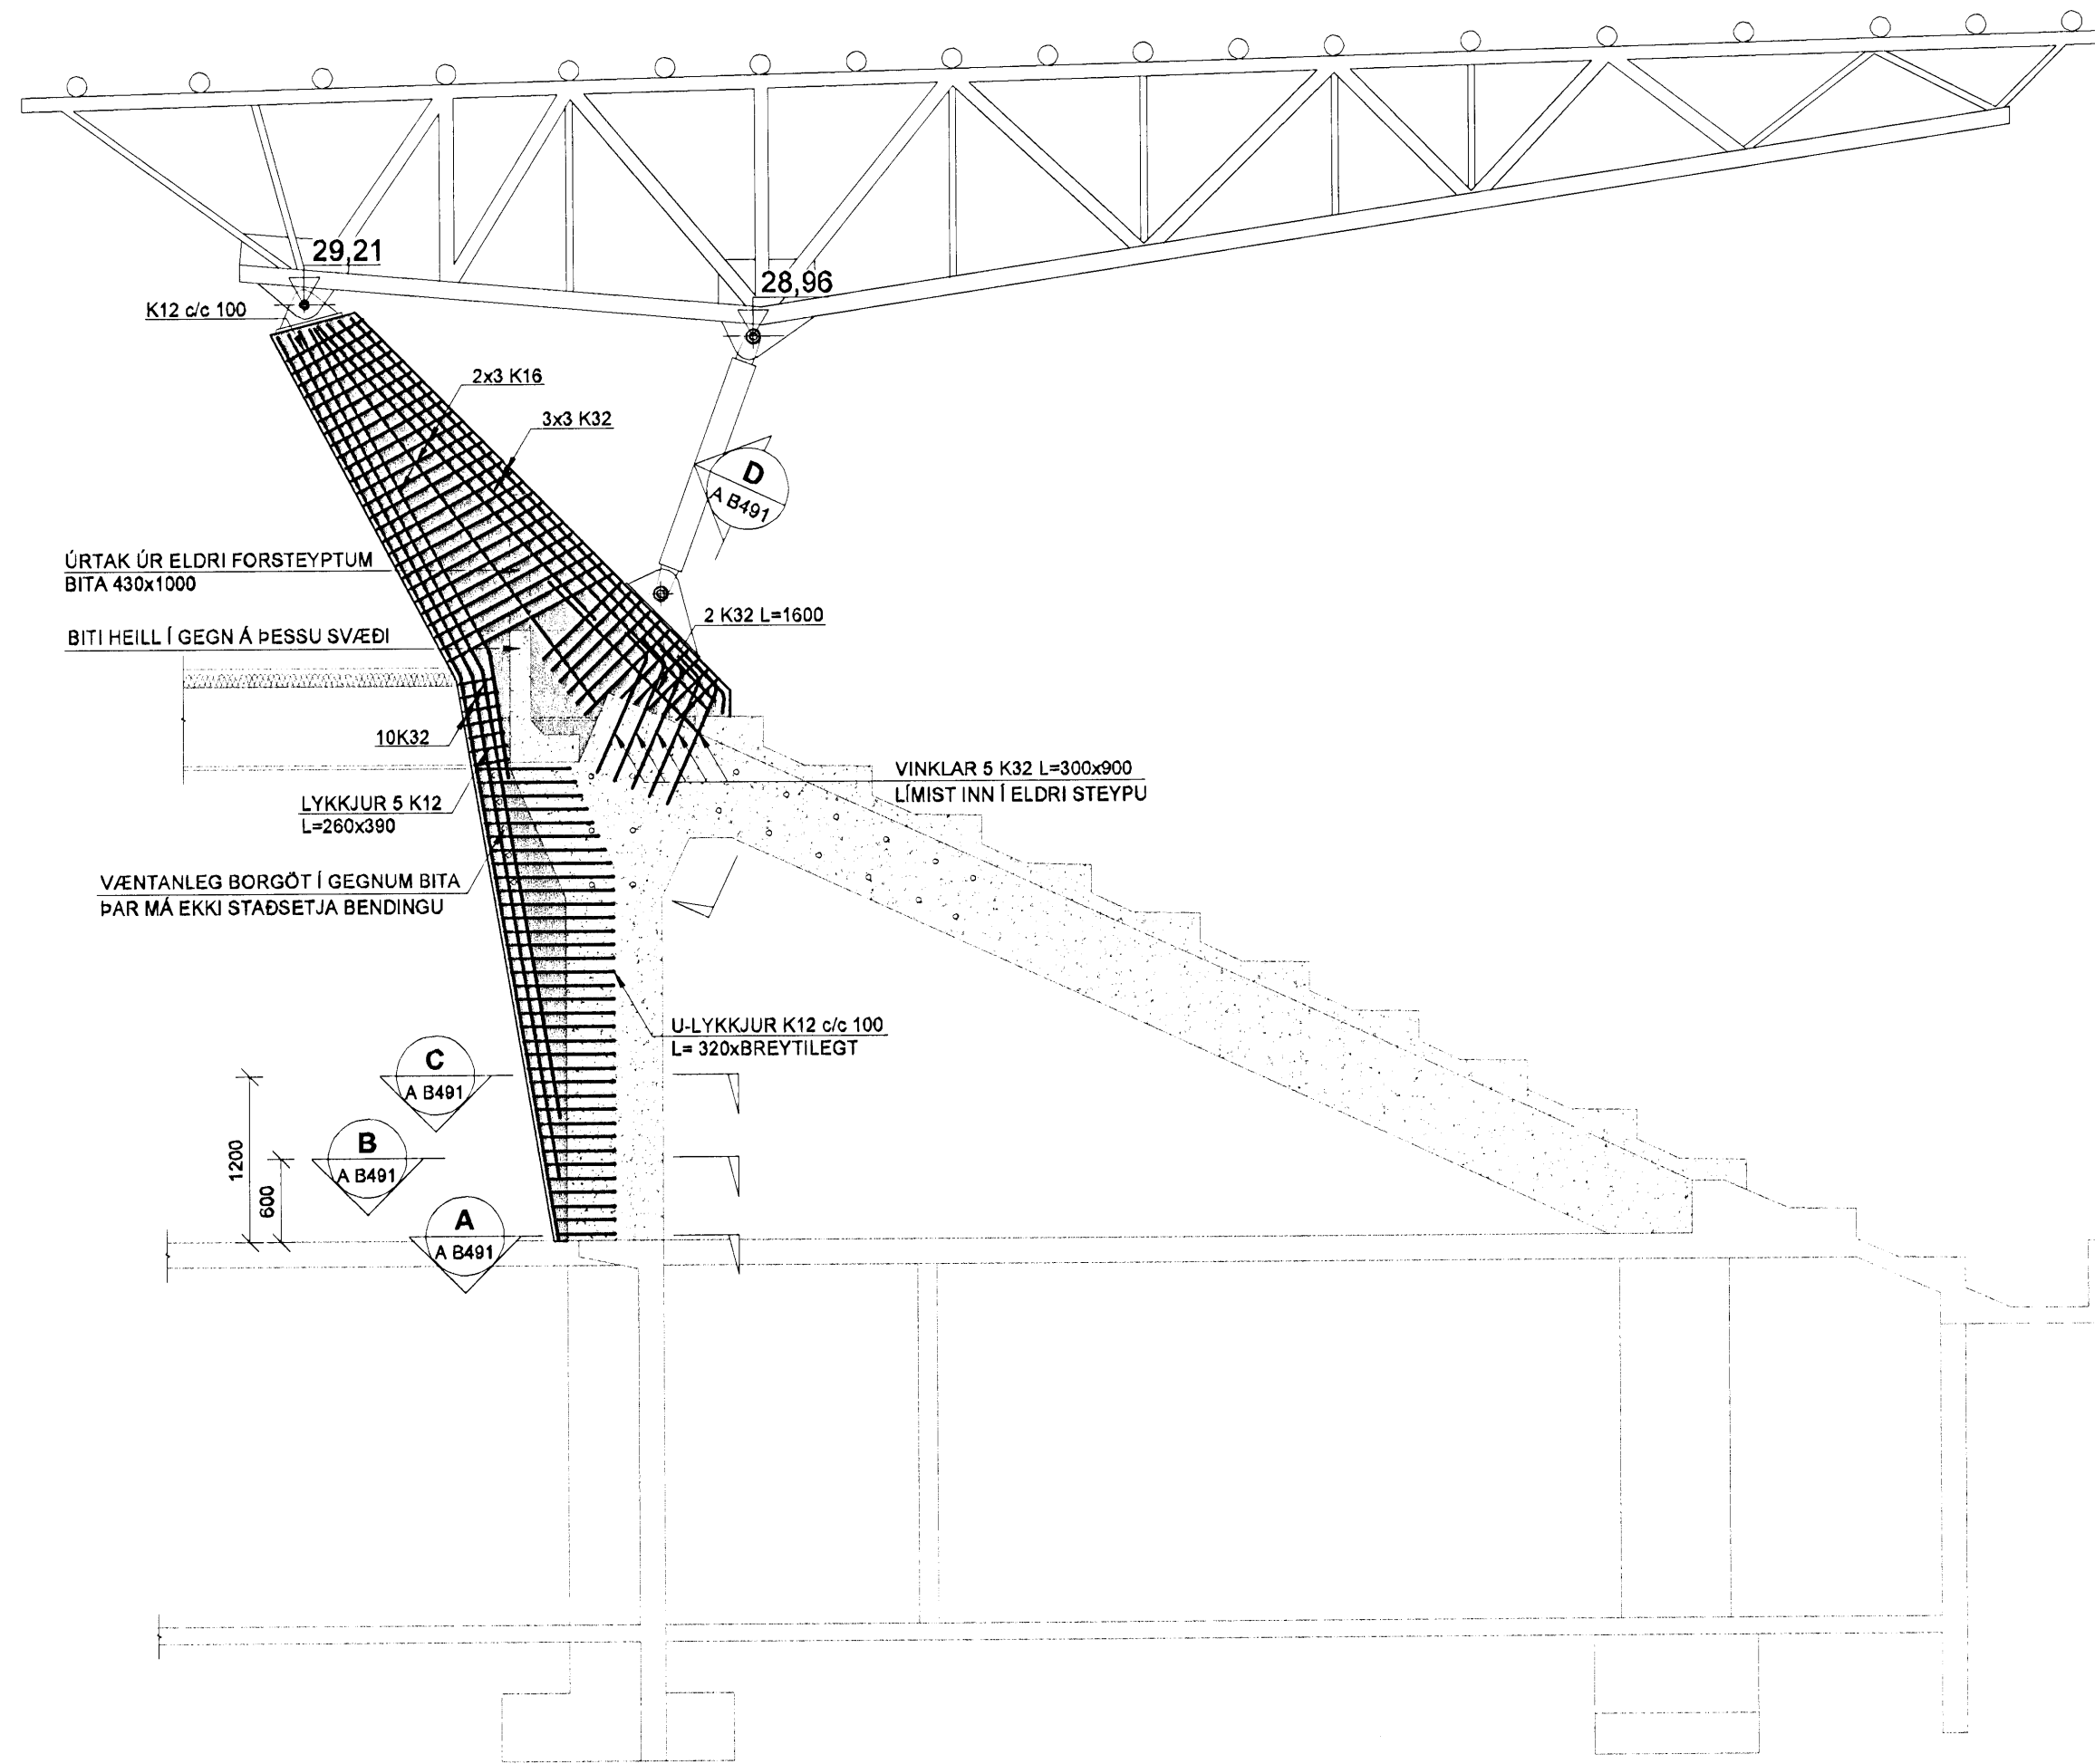 29,21
28,96
K12 c/c 100
2x3 K16
3x3 K32
D
A B491
ÚRTAK ÚR ELDRI FORSTEYPTUM
BITA 430x1000
2 K32 L=1600
BITI HEILL Í GEGN Á ÞESSU SVÆÐI
10K32
VINKLAR 5 K32 L=300x900
LÍMIST INN Í ELDRI STEYPU
LYKKJUR 5 K12
L=260x390
VÆNTANLEG BORGÖT Í GEGNUM BITA
ÞAR MÁ EKKI STAÐSETJA BENDINGU
U-LYKKJUR K12 c/c 100
L= 320xBREYTILEGT
C
A B491
B
A B491
1200
600
A
A B491